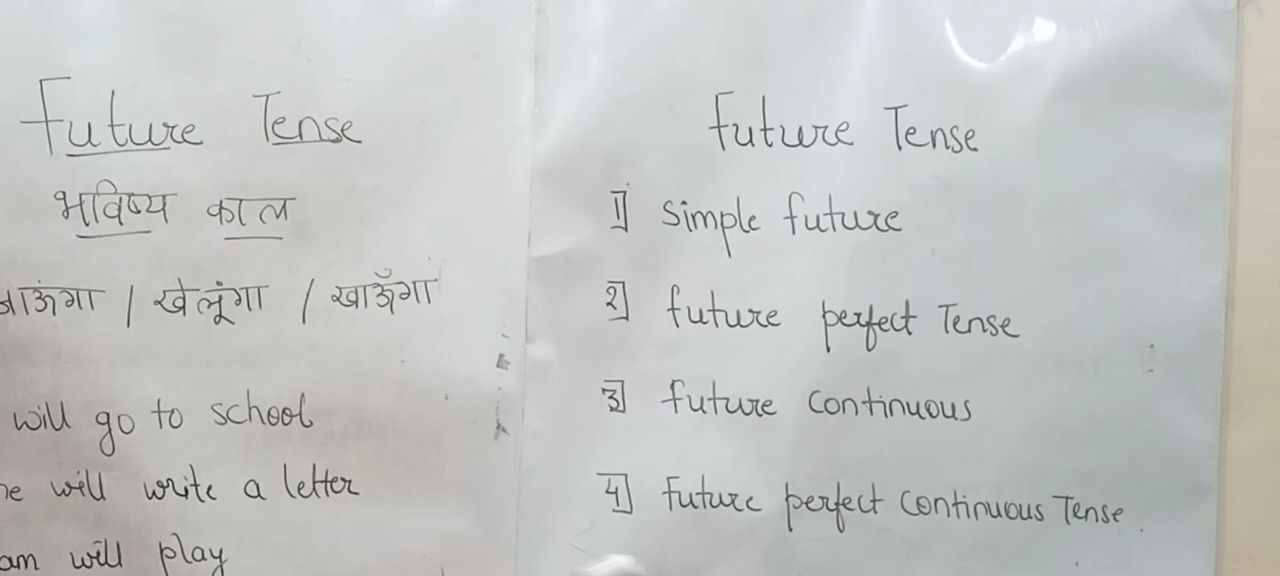 Future Tense
भविष्य काल
जाऊंगा / खेलूंगा / खाऊँगा
will go to school
will write a letter
will play
Future Tense
1] Simple future
2] future perfect Tense
3] future continuous
4] Future perfect continuous Tense.